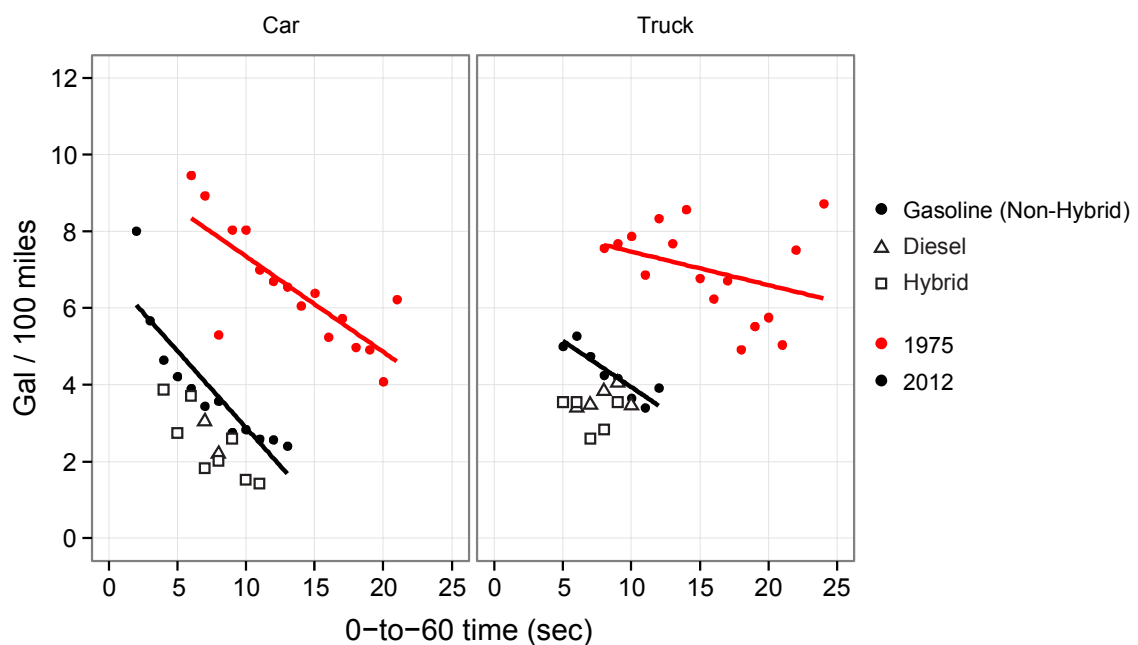 Car
Truck
12
10
8
6
4
2
0
Gal / 100 miles
0 5 10 15 20 25
0 5 10 15 20 25
0−to−60 time (sec)
Gasoline (Non-Hybrid)
Diesel
Hybrid
1975
2012